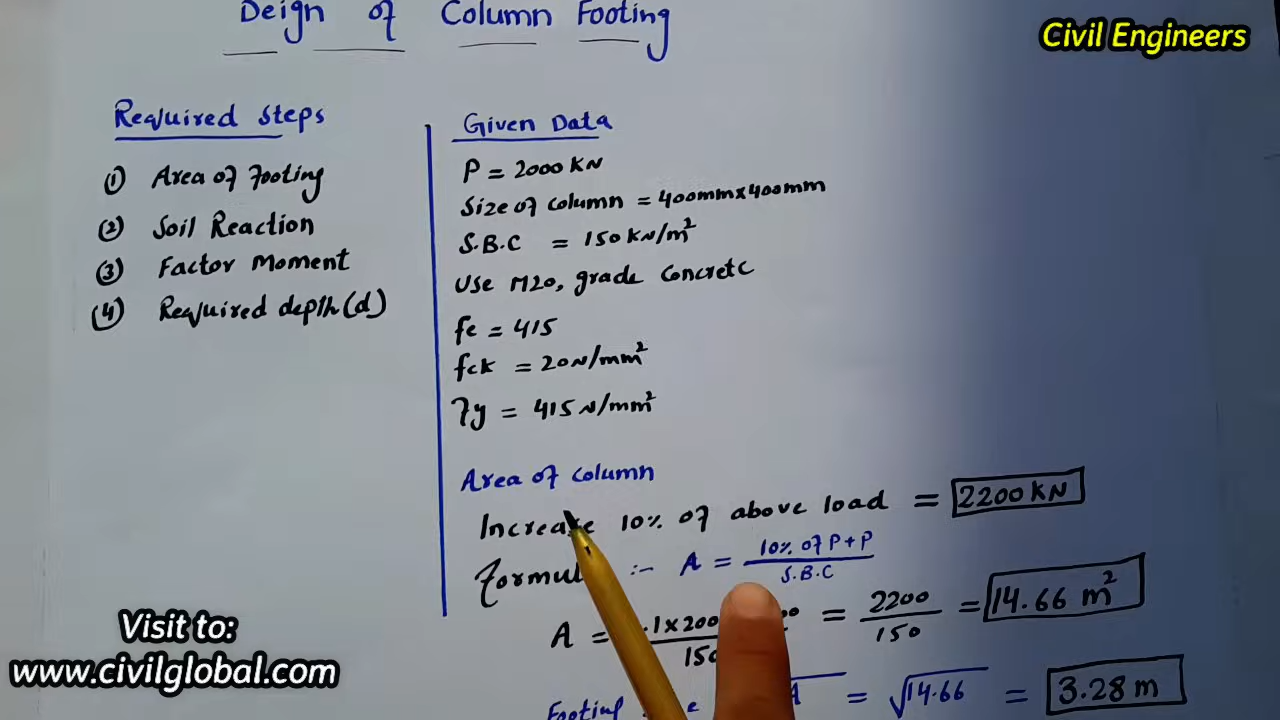 Deign of Column Footing
Civil Engineers
Required Steps
① Area of Footing
② Soil Reaction
③ Factor Moment
④ Required depth(d)
Given Data
P = 2000 KN
Size of column = 400mm x 400mm
S.B.C = 150 KN/m²
Use M20, grade Concrete
fe = 415
fck = 20N/mm²
Fy = 415 N/mm²
Area of column
Increase 10% of above load = 2200 KN
Formul :- A = 10% of P+P / S.B.C
A = .1x200 / 150 = 2200 / 150 = 14.66 m²
Footing = √14.66 = 3.28 m
Visit to:
www.civilglobal.com